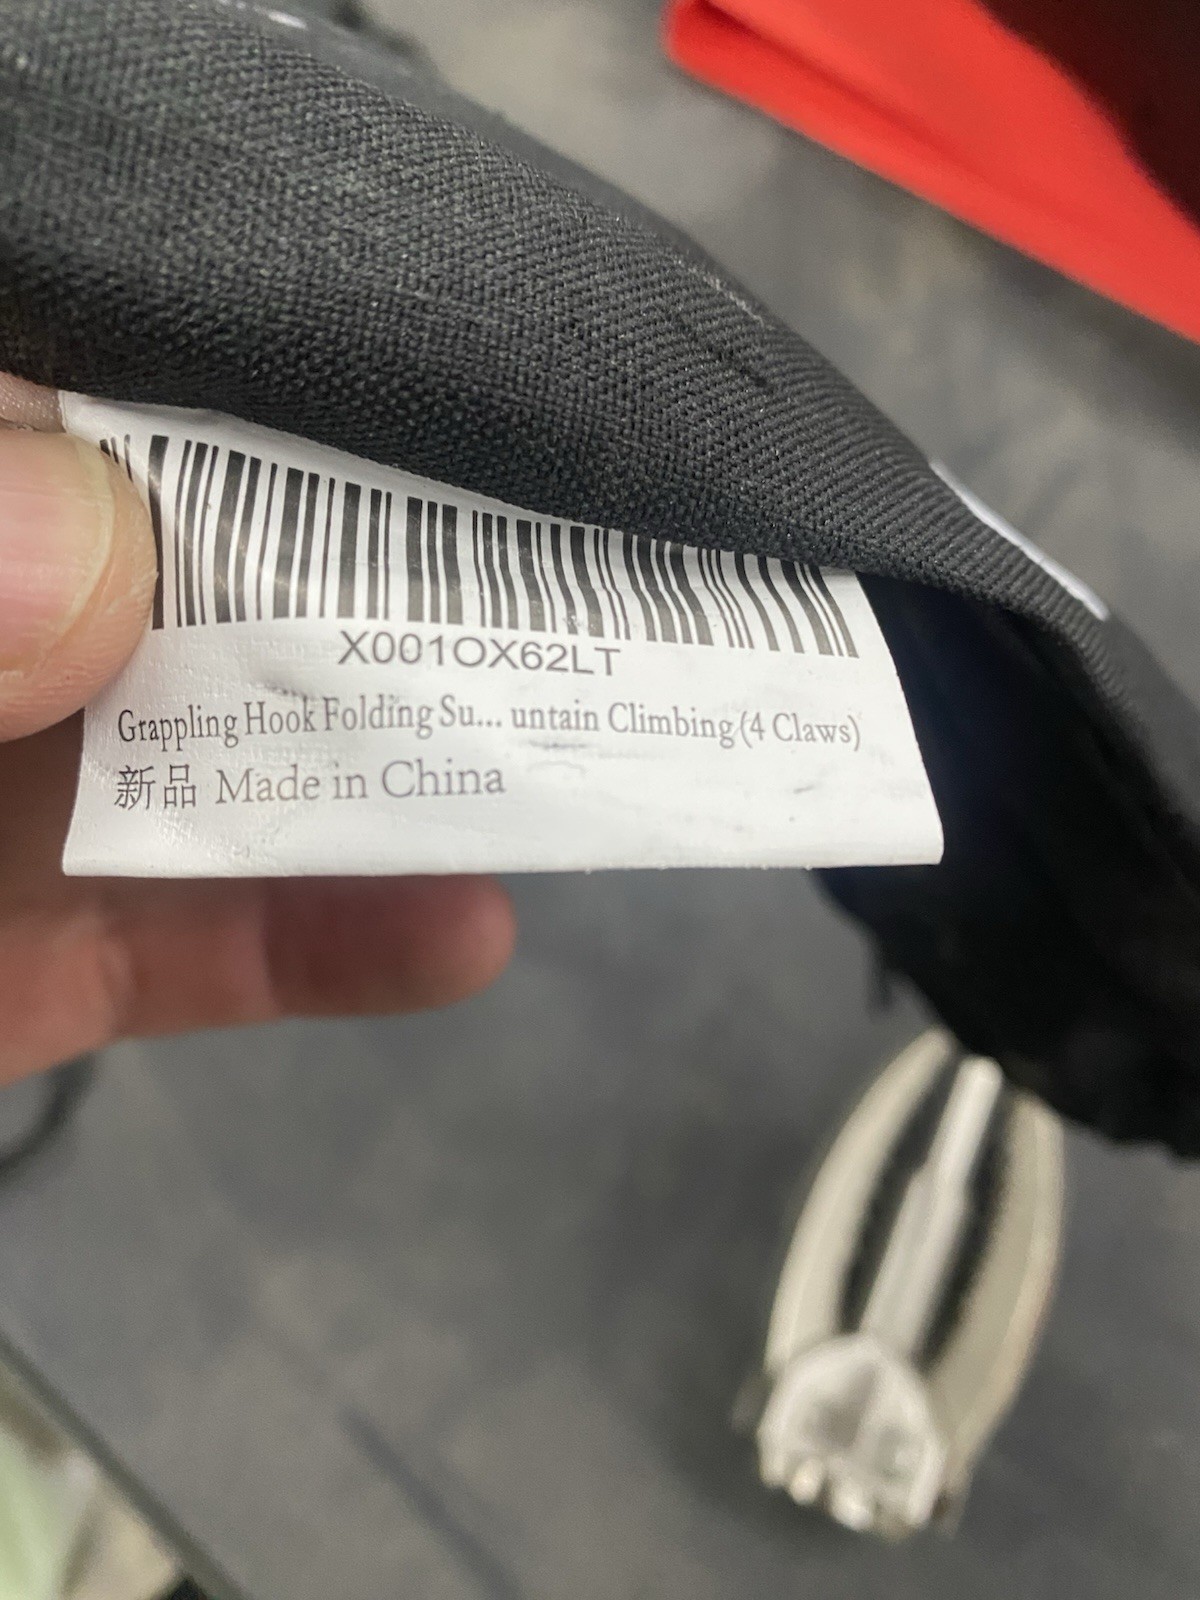 X001OX62LT
Grappling Hook Folding Su... untain Climbing(4 Claws)
新品 Made in China